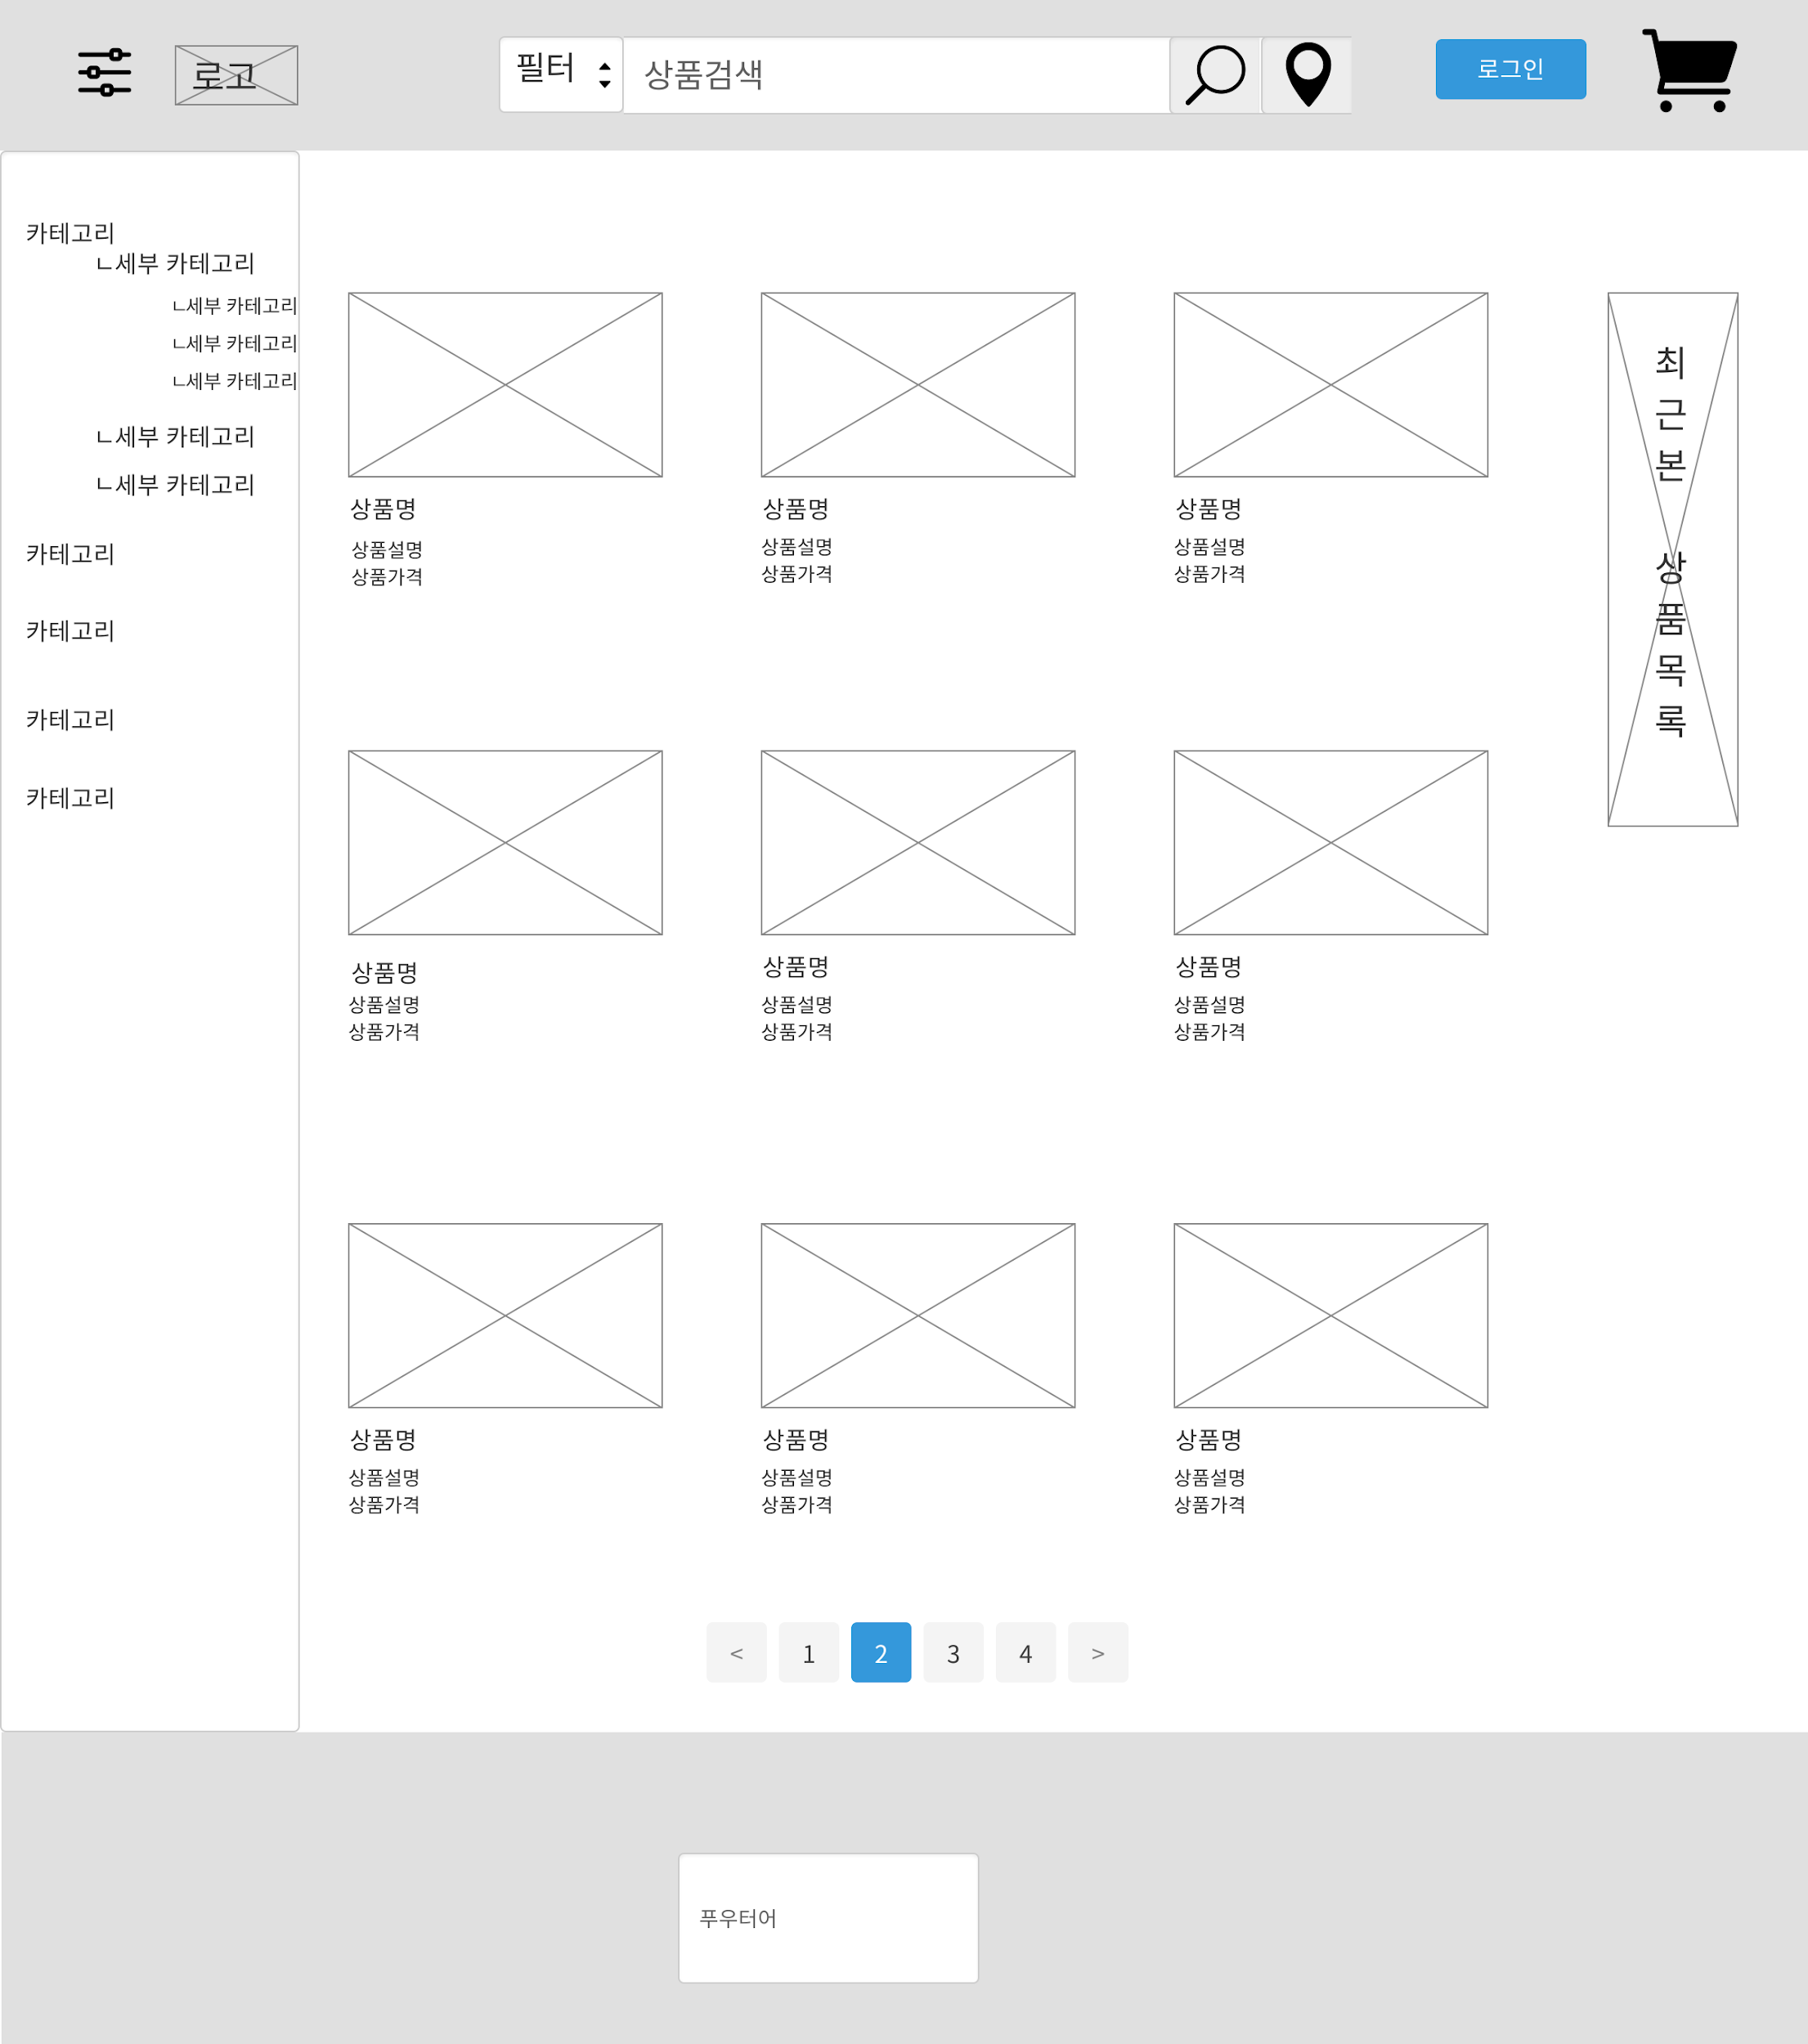 로고
필터
상품검색
로그인
카테고리
ㄴ세부 카테고리
ㄴ세부 카테고리
ㄴ세부 카테고리
ㄴ세부 카테고리
ㄴ세부 카테고리
ㄴ세부 카테고리
카테고리
카테고리
카테고리
카테고리
상품명
상품설명
상품가격
상품명
상품설명
상품가격
상품명
상품설명
상품가격
최
근
본
상
품
목
록
상품명
상품설명
상품가격
상품명
상품설명
상품가격
상품명
상품설명
상품가격
상품명
상품설명
상품가격
상품명
상품설명
상품가격
상품명
상품설명
상품가격
< 1 2 3 4 >
푸우터어